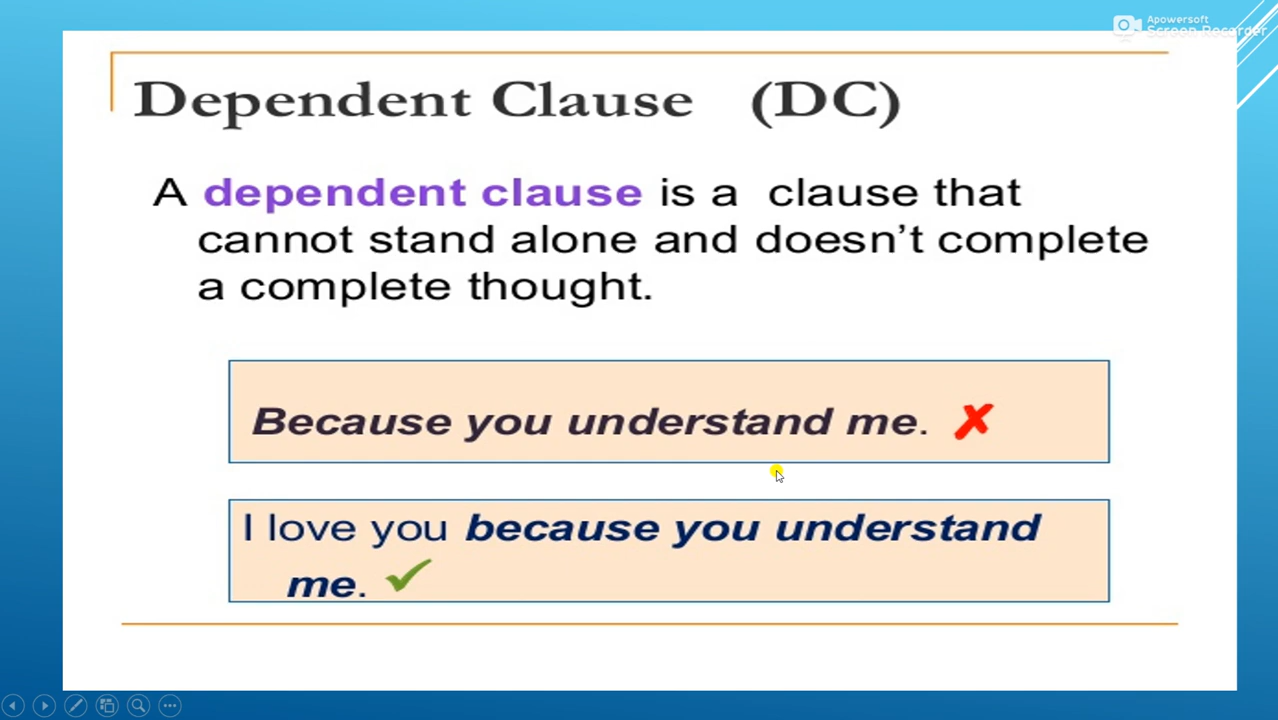 Apowersoft
Screen Recorder
Dependent Clause (DC)
A dependent clause is a clause that
cannot stand alone and doesn’t complete
a complete thought.
Because you understand me. ✘
I love you because you understand
me. ✓